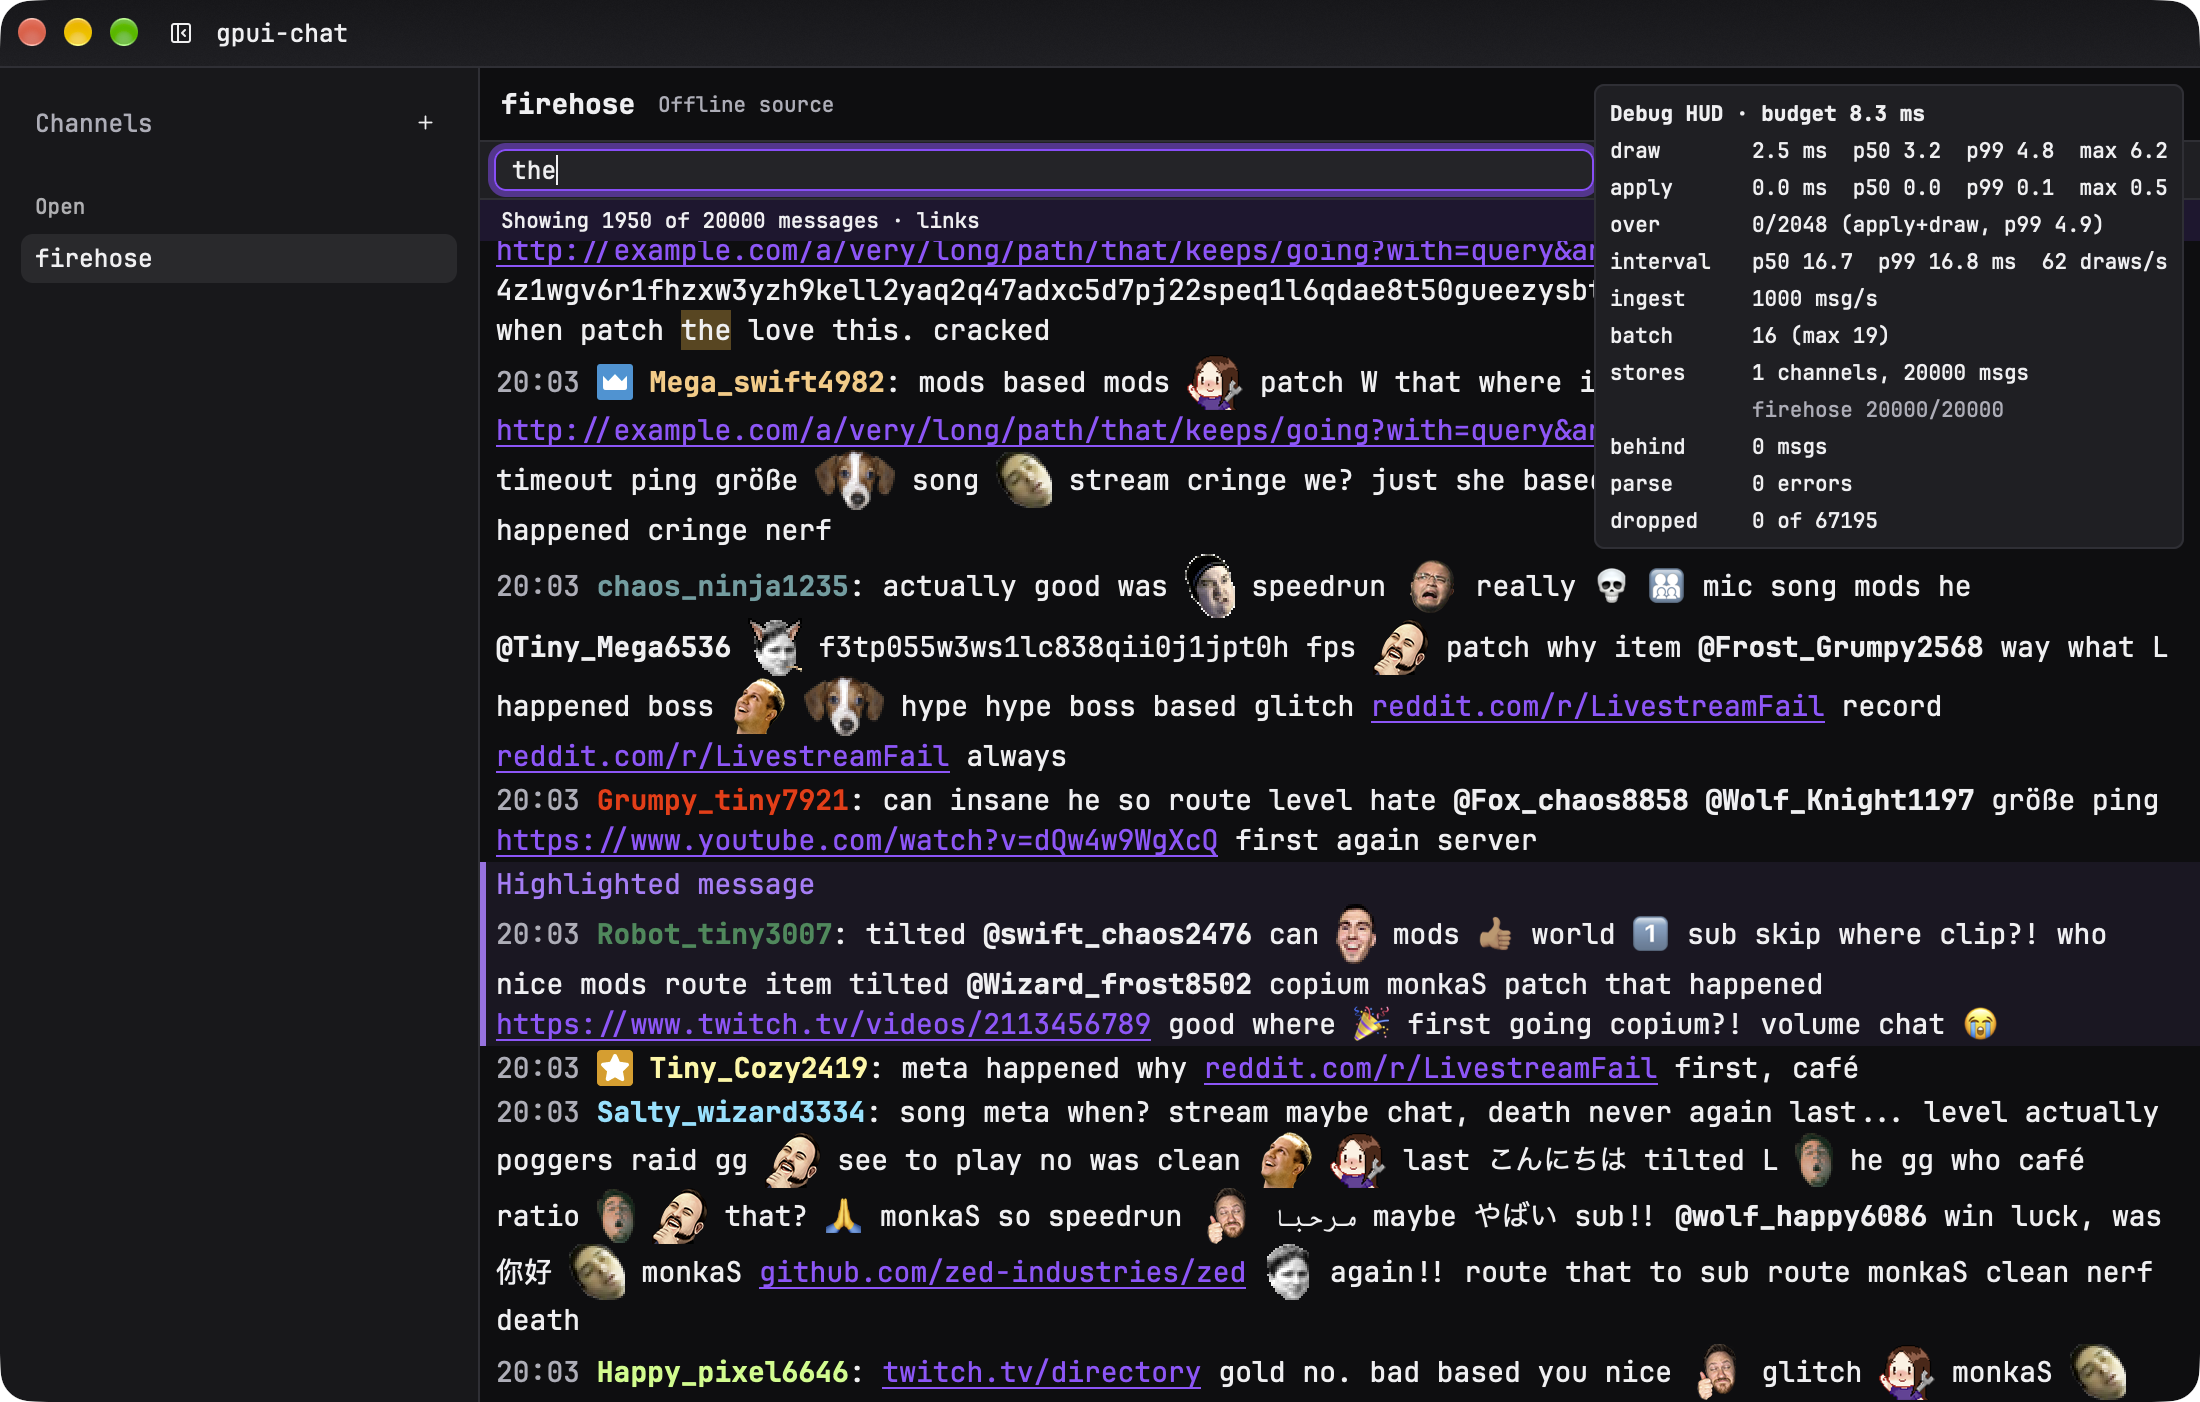 gpui-chat
Channels +
Open
firehose
firehose Offline source
the
Showing 1950 of 20000 messages · links
http://example.com/a/very/long/path/that/keeps/going?with=query&
4z1wgv6r1fhzxw3yzh9kell2yaq2q47adxc5d7pj22speq1l6qdae8t50gueezysb
when patch the love this. cracked
20:03 Mega_swift4982: mods based mods patch W that where
http://example.com/a/very/long/path/that/keeps/going?with=query&
timeout ping größe song stream cringe we? just she base
happened cringe nerf
20:03 chaos_ninja1235: actually good was speedrun really 💀 mic song mods he
@Tiny_Mega6536 f3tp055w3ws1lc838qii0j1jpt0h fps patch why item @Frost_Grumpy2568 way what L
happened boss hype hype boss based glitch reddit.com/r/LivestreamFail record
reddit.com/r/LivestreamFail always
20:03 Grumpy_tiny7921: can insane he so route level hate @Fox_chaos8858 @Wolf_Knight1197 größe ping
https://www.youtube.com/watch?v=dQw4w9WgXcQ first again server
Highlighted message
20:03 Robot_tiny3007: tilted @swift_chaos2476 can mods 👍🏽 world 1️⃣ sub skip where clip?! who
nice mods route item tilted @Wizard_frost8502 copium monkaS patch that happened
https://www.twitch.tv/videos/2113456789 good where 🎉 first going copium?! volume chat 😭
20:03 Tiny_Cozy2419: meta happened why reddit.com/r/LivestreamFail first, café
20:03 Salty_wizard3334: song meta when? stream maybe chat, death never again last... level actually
poggers raid gg see to play no was clean last こんにちは tilted L he gg who café
ratio that? 🙏 monkaS so speedrun مرحبا maybe やばい sub!! @wolf_happy6086 win luck, was
你好 monkaS github.com/zed-industries/zed again!! route that to sub route monkaS clean nerf
death
20:03 Happy_pixel6646: twitch.tv/directory gold no. bad based you nice glitch monkaS
Debug HUD · budget 8.3 ms
draw 2.5 ms p50 3.2 p99 4.8 max 6.2
apply 0.0 ms p50 0.0 p99 0.1 max 0.5
over 0/2048 (apply+draw, p99 4.9)
interval p50 16.7 p99 16.8 ms 62 draws/s
ingest 1000 msg/s
batch 16 (max 19)
stores 1 channels, 20000 msgs
firehose 20000/20000
behind 0 msgs
parse 0 errors
dropped 0 of 67195